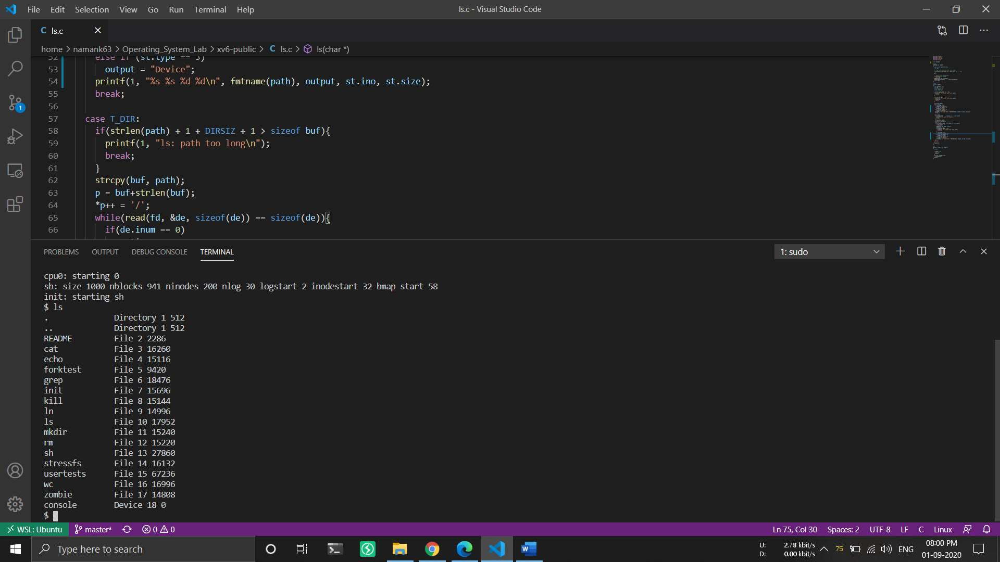 File Edit Selection View Go Run Terminal Help
ls.c - Visual Studio Code
C ls.c
home > namank63 > Operating_System_Lab > xv6-public > C ls.c > ls(char *)
52 else if (st.type == 3)
53 output = "Device";
54 printf(1, "%s %s %d %d\n", fmtname(path), output, st.ino, st.size);
55 break;
56
57 case T_DIR:
58 if(strlen(path) + 1 + DIRSIZ + 1 > sizeof buf){
59 printf(1, "ls: path too long\n");
60 break;
61 }
62 strcpy(buf, path);
63 p = buf+strlen(buf);
64 *p++ = '/';
65 while(read(fd, &de, sizeof(de)) == sizeof(de)){
66 if(de.inum == 0)
PROBLEMS OUTPUT DEBUG CONSOLE TERMINAL
1: sudo
cpu0: starting 0
sb: size 1000 nblocks 941 ninodes 200 nlog 30 logstart 2 inodestart 32 bmap start 58
init: starting sh
$ ls
. Directory 1 512
.. Directory 1 512
README File 2 2286
cat File 3 16260
echo File 4 15116
forktest File 5 9420
grep File 6 18476
init File 7 15696
kill File 8 15144
ln File 9 14996
ls File 10 17952
mkdir File 11 15240
rm File 12 15220
sh File 13 27860
stressfs File 14 16132
usertests File 15 67236
wc File 16 16996
zombie File 17 14808
console Device 18 0
$
1
WSL: Ubuntu master* 0 0
Ln 75, Col 30 Spaces: 2 UTF-8 LF C Linux
Type here to search
U: 2.78 kbit/s
D: 0.00 kbit/s
75
ENG
08:00 PM
01-09-2020